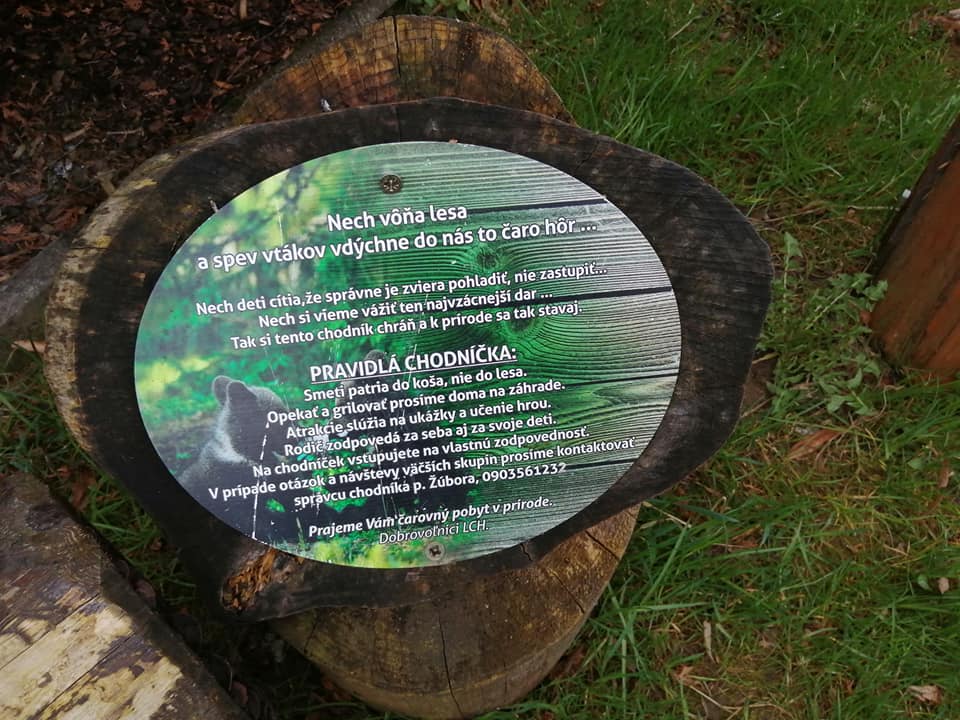 Nech vôňa lesa
a spev vtákov vdýchne do nás to čaro hôr ...
Nech deti cítia,že správne je zviera pohladiť, nie zastupiť...
Nech si vieme vážiť ten najvzácnejší dar ...
Tak si tento chodník chráň a k prírode sa tak stavaj.
PRAVIDLÁ CHODNÍČKA:
Smeti patria do koša, nie do lesa.
Opekať a grilovať prosíme doma na záhrade.
Atrakcie slúžia na ukážky a učenie hrou.
Rodič zodpovedá za seba aj za svoje deti.
Na chodníček vstupujete na vlastnú zodpovednosť.
V prípade otázok a návštevy väčších skupín prosíme kontaktovať
správcu chodníka p. Žúbora, 0903561232
Prajeme Vám čarovný pobyt v prírode.
Dobrovoľníci LCH.